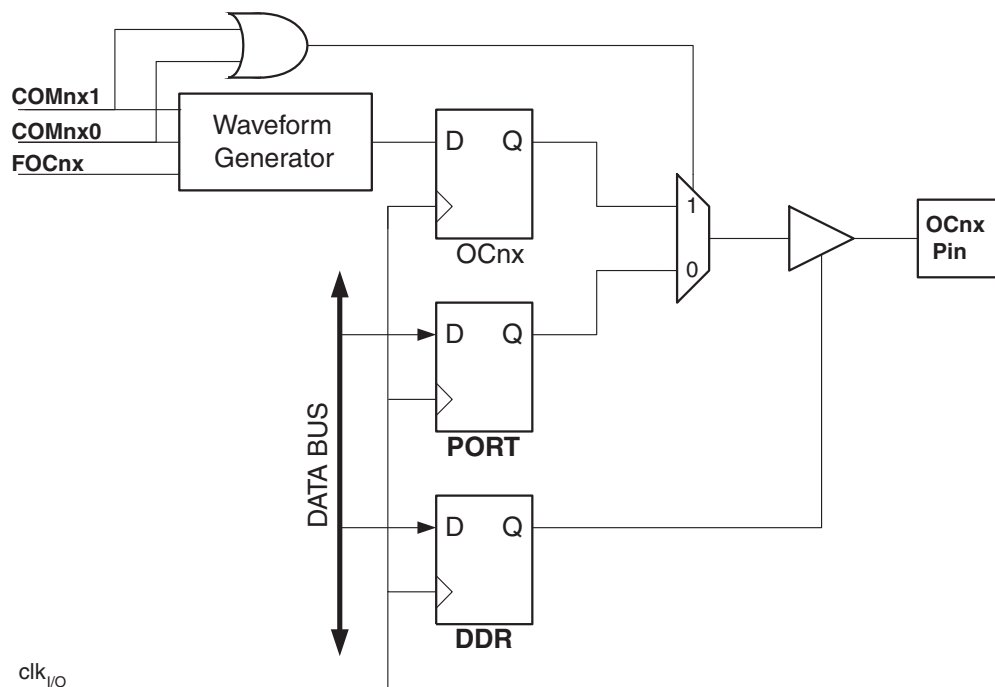 COMnx1
COMnx0
FOCnx
Waveform
Generator
D Q
OCnx
1
0
OCnx
Pin
D Q
PORT
DATA BUS
D Q
DDR
clkI/O